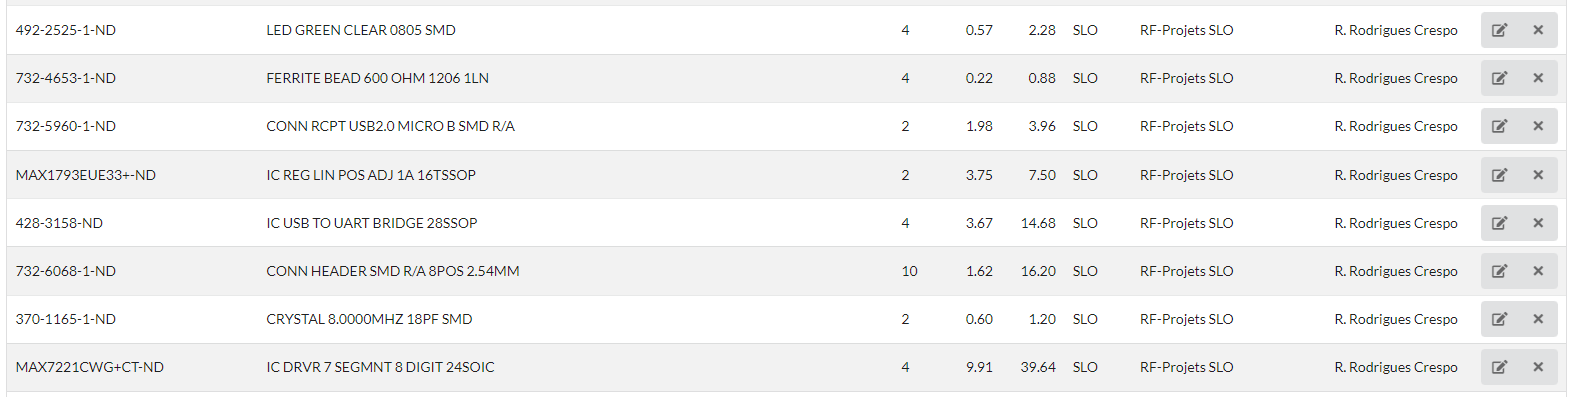 492-2525-1-ND LED GREEN CLEAR 0805 SMD 4 0.57 2.28 SLO RF-Projets SLO R. Rodrigues Crespo
732-4653-1-ND FERRITE BEAD 600 OHM 1206 1LN 4 0.22 0.88 SLO RF-Projets SLO R. Rodrigues Crespo
732-5960-1-ND CONN RCPT USB2.0 MICRO B SMD R/A 2 1.98 3.96 SLO RF-Projets SLO R. Rodrigues Crespo
MAX1793EUE33+-ND IC REG LIN POS ADJ 1A 16TSSOP 2 3.75 7.50 SLO RF-Projets SLO R. Rodrigues Crespo
428-3158-ND IC USB TO UART BRIDGE 28SSOP 4 3.67 14.68 SLO RF-Projets SLO R. Rodrigues Crespo
732-6068-1-ND CONN HEADER SMD R/A 8POS 2.54MM 10 1.62 16.20 SLO RF-Projets SLO R. Rodrigues Crespo
370-1165-1-ND CRYSTAL 8.0000MHZ 18PF SMD 2 0.60 1.20 SLO RF-Projets SLO R. Rodrigues Crespo
MAX7221CWG+CT-ND IC DRVR 7 SEGMNT 8 DIGIT 24SOIC 4 9.91 39.64 SLO RF-Projets SLO R. Rodrigues Crespo